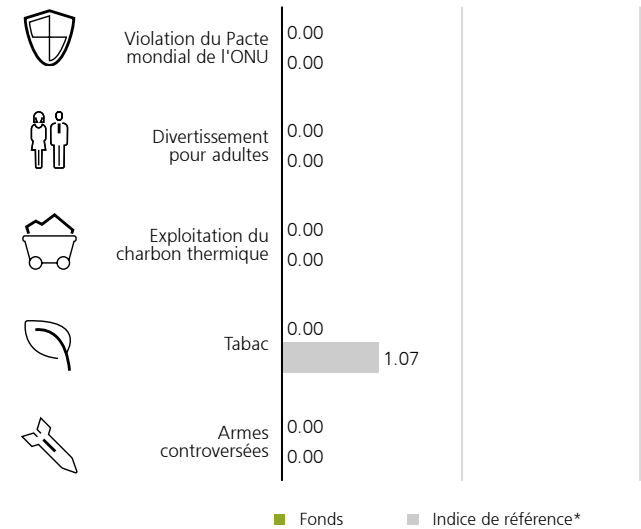 Violation du Pacte
mondial de l'ONU
0.00
0.00
Divertissement
pour adultes
0.00
0.00
Exploitation du
charbon thermique
0.00
0.00
Tabac
0.00
1.07
Armes
controversées
0.00
0.00
Fonds
Indice de référence*